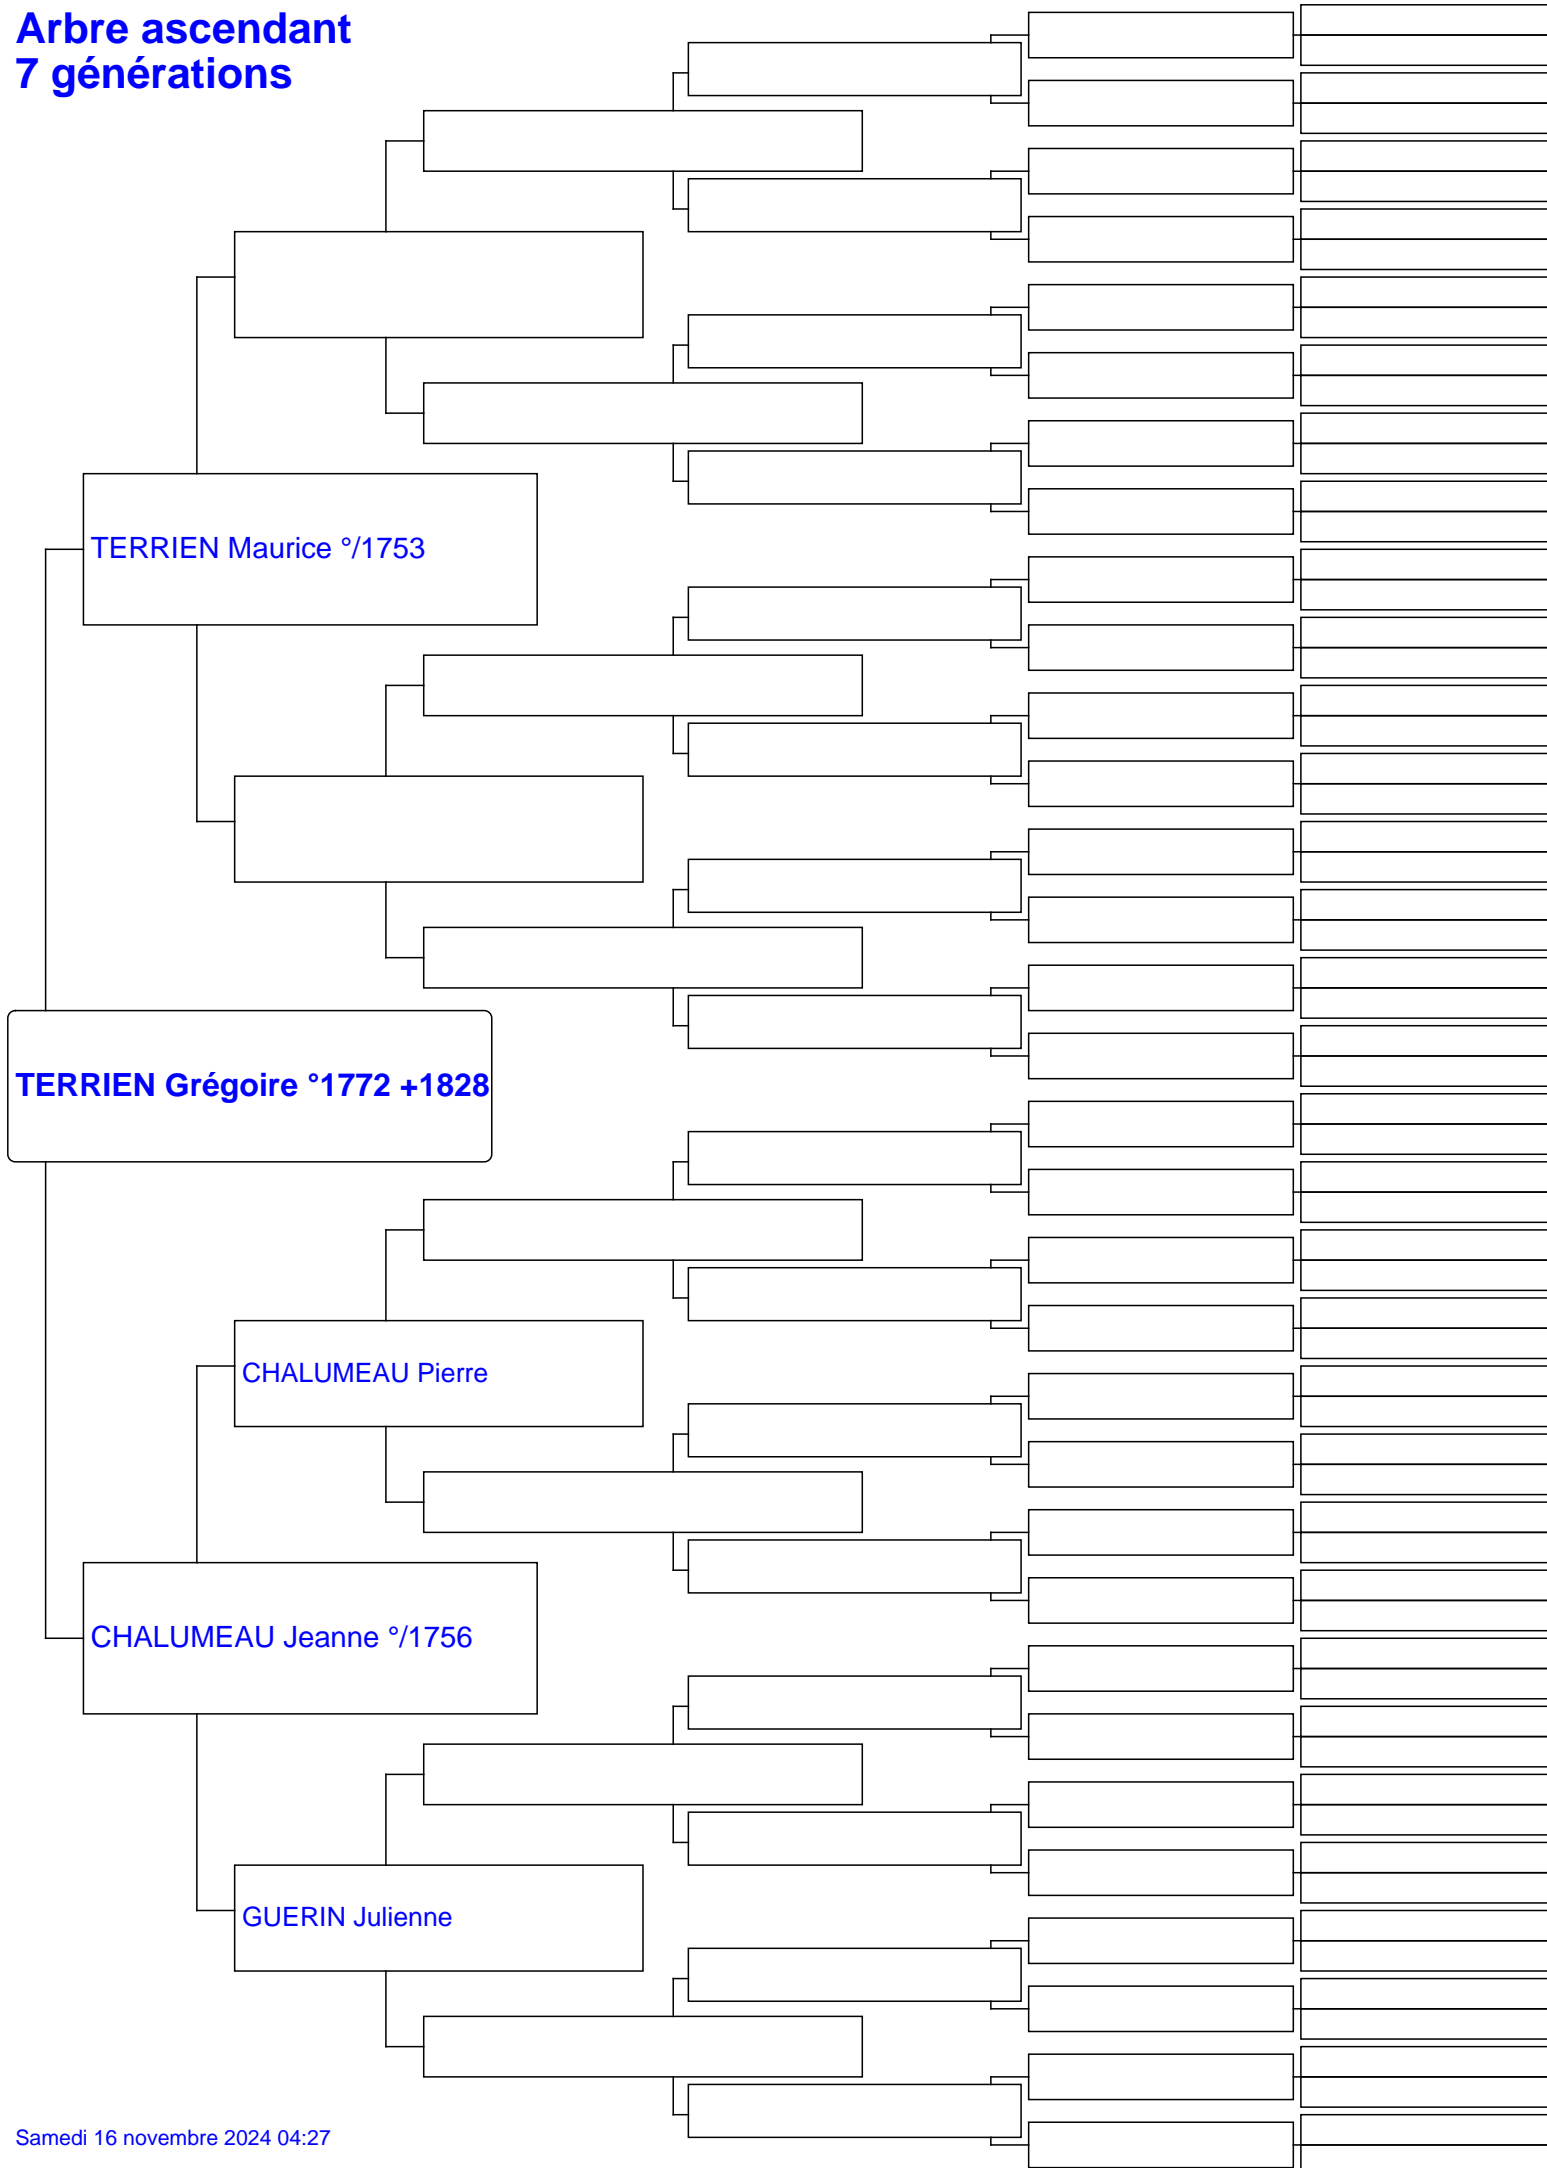 Arbre ascendant
7 générations
TERRIEN Maurice °/1753
TERRIEN Grégoire °1772 +1828
CHALUMEAU Pierre
CHALUMEAU Jeanne °/1756
GUERIN Julienne
Samedi 16 novembre 2024 04:27